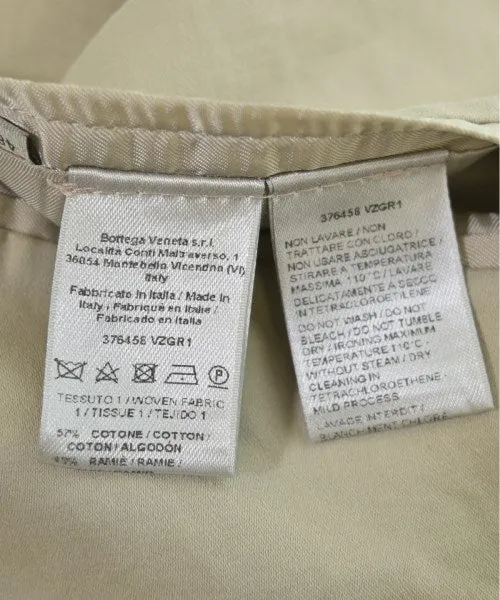 Bottega Veneta s.r.l.
Località Conti Maltraverso, 1
36054 Montebello Vicentino (VI)
Italy
Fabbricato in Italia / Made in
Italy / Fabriqué en Italie /
Fabricado en Italia
376458 VZGR1
P
TESSUTO 1 / WOVEN FABRIC
1 / TISSUE 1 / TEJIDO 1
COTONE / COTTON /
COTON / ALGODÓN
RAMIE / RAMIE /
376458 VZGR1
NON LAVARE / NON
TRATTARE CON CLORO /
NON USARE ASCIUGATRICE /
STIRARE A TEMPERATURA
MASSIMA 110°C / LAVARE
DELICATAMENTE A SECCO
IN TETRACLOROETILENE
DO NOT WASH / DO NOT
BLEACH / DO NOT TUMBLE
DRY / IRONING MAXIMUM
TEMPERATURE 110°C
WITHOUT STEAM / DRY
CLEANING IN
TETRACHLOROETHENE
MILD PROCESS
LAVAGE INTERDIT /
BLANCHIMENT CHLORE